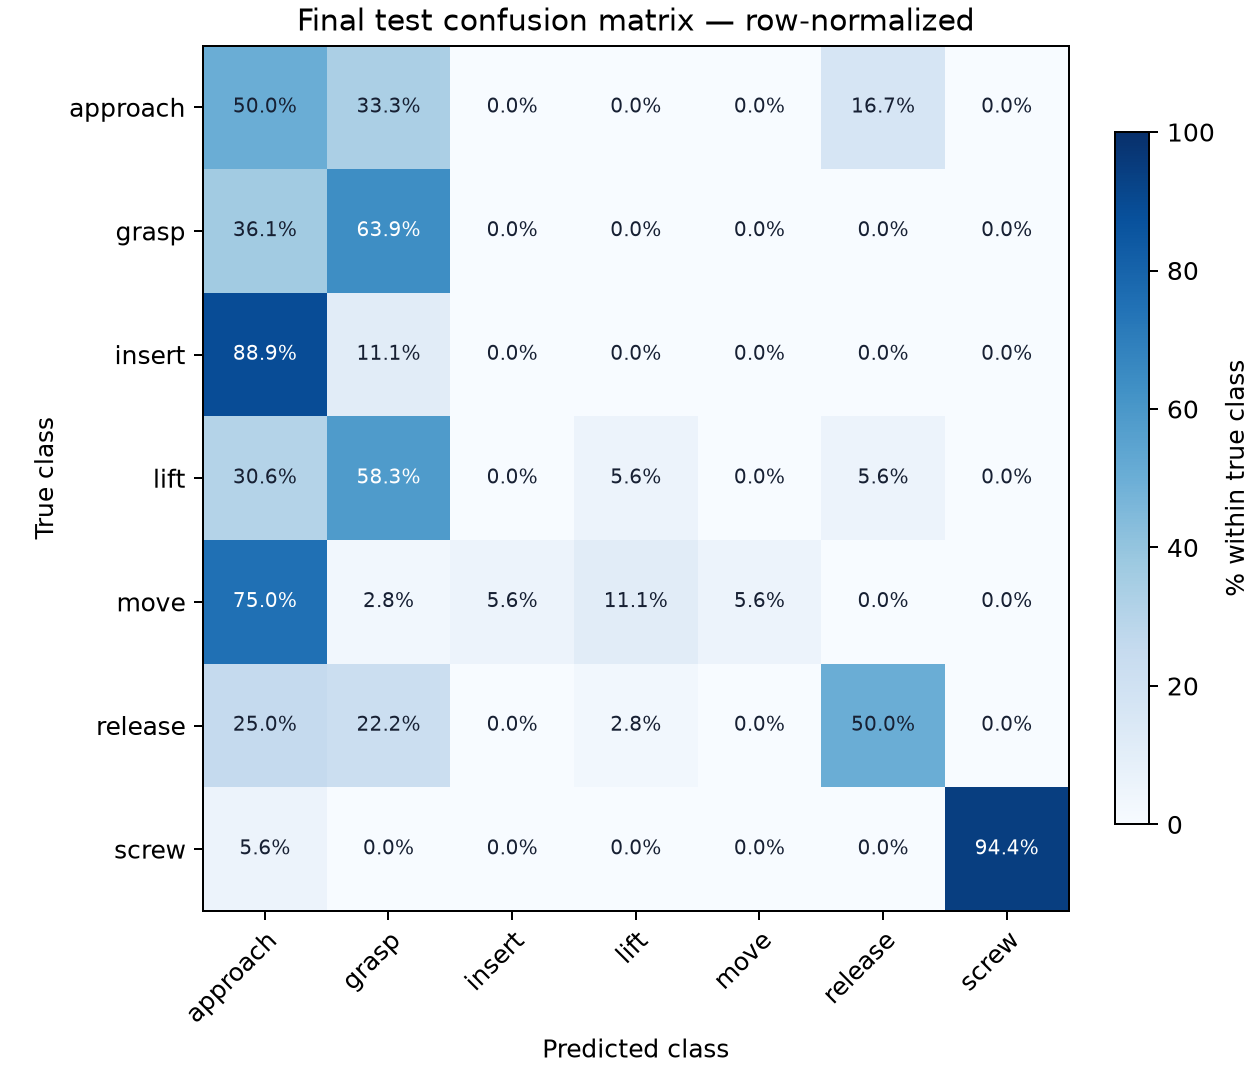 Final test confusion matrix — row-normalized
approach 50.0% 33.3% 0.0% 0.0% 0.0% 16.7% 0.0%
grasp 36.1% 63.9% 0.0% 0.0% 0.0% 0.0% 0.0%
insert 88.9% 11.1% 0.0% 0.0% 0.0% 0.0% 0.0%
lift 30.6% 58.3% 0.0% 5.6% 0.0% 5.6% 0.0%
move 75.0% 2.8% 5.6% 11.1% 5.6% 0.0% 0.0%
release 25.0% 22.2% 0.0% 2.8% 0.0% 50.0% 0.0%
screw 5.6% 0.0% 0.0% 0.0% 0.0% 0.0% 94.4%
approach grasp insert lift move release screw
Predicted class
True class
100
80
60
40
20
0
% within true class